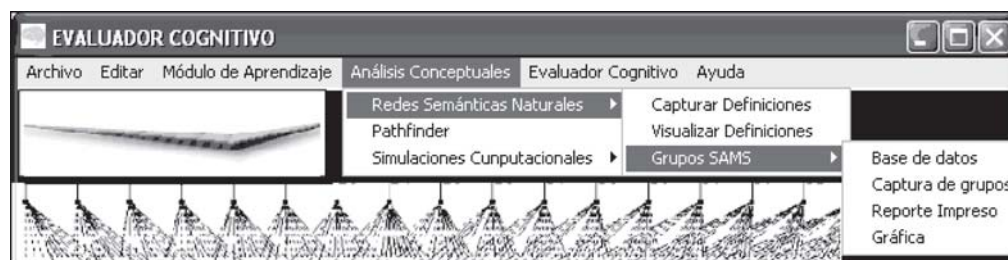 EVALUADOR COGNITIVO
Archivo Editar Módulo de Aprendizaje Análisis Conceptuales Evaluador Cognitivo Ayuda
Redes Semánticas Naturales
Pathfinder
Simulaciones Cunputacionales
Capturar Definiciones
Visualizar Definiciones
Grupos SAMS
Base de datos
Captura de grupos
Reporte Impreso
Gráfica